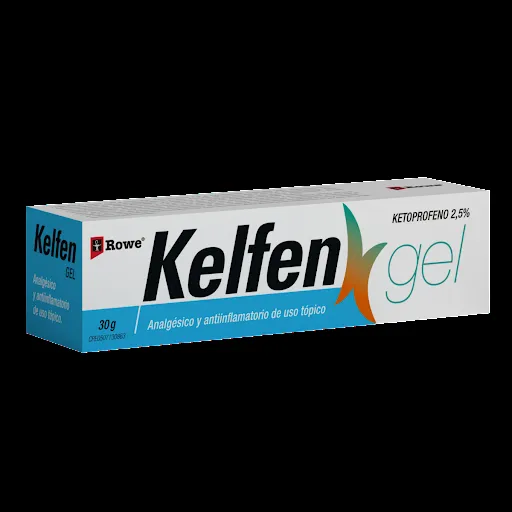 Rowe
Kelfen
GEL
Analgésico
y antiinflamatorio
de uso tópico.
Rowe®
Kelfen gel
KETOPROFENO 2,5%
30 g
Analgésico y antiinflamatorio de uso tópico